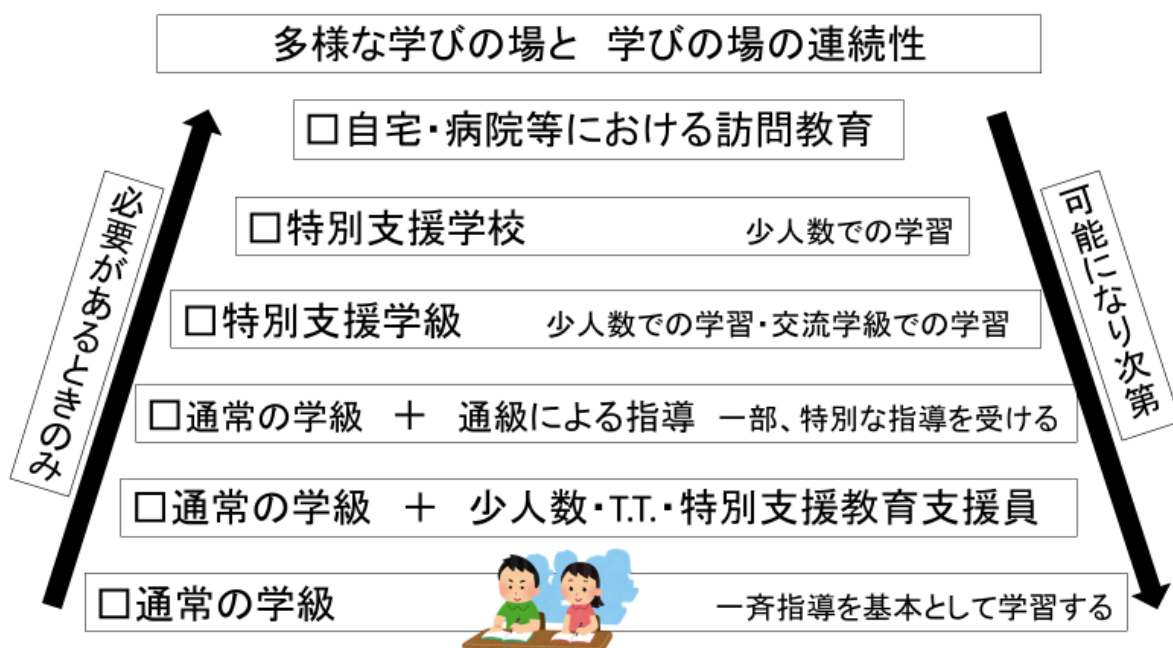 多様な学びの場と 学びの場の連続性
□自宅・病院等における訪問教育
□特別支援学校 少人数での学習
□特別支援学級 少人数での学習・交流学級での学習
□通常の学級 ＋ 通級による指導 一部、特別な指導を受ける
□通常の学級 ＋ 少人数・T.T.・特別支援教育支援員
□通常の学級 一斉指導を基本として学習する
必要があるときのみ
可能になり次第